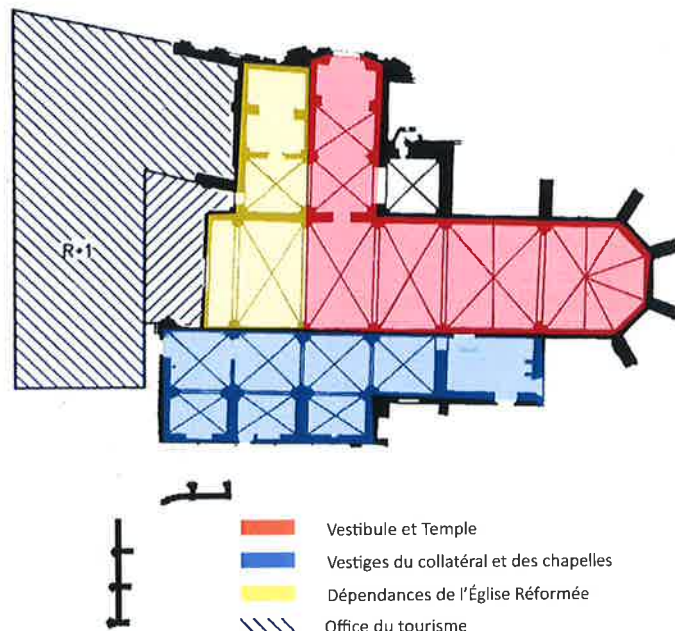 R+1
Vestibule et Temple
Vestiges du collatéral et des chapelles
Dépendances de l'Église Réformée
Office du tourisme